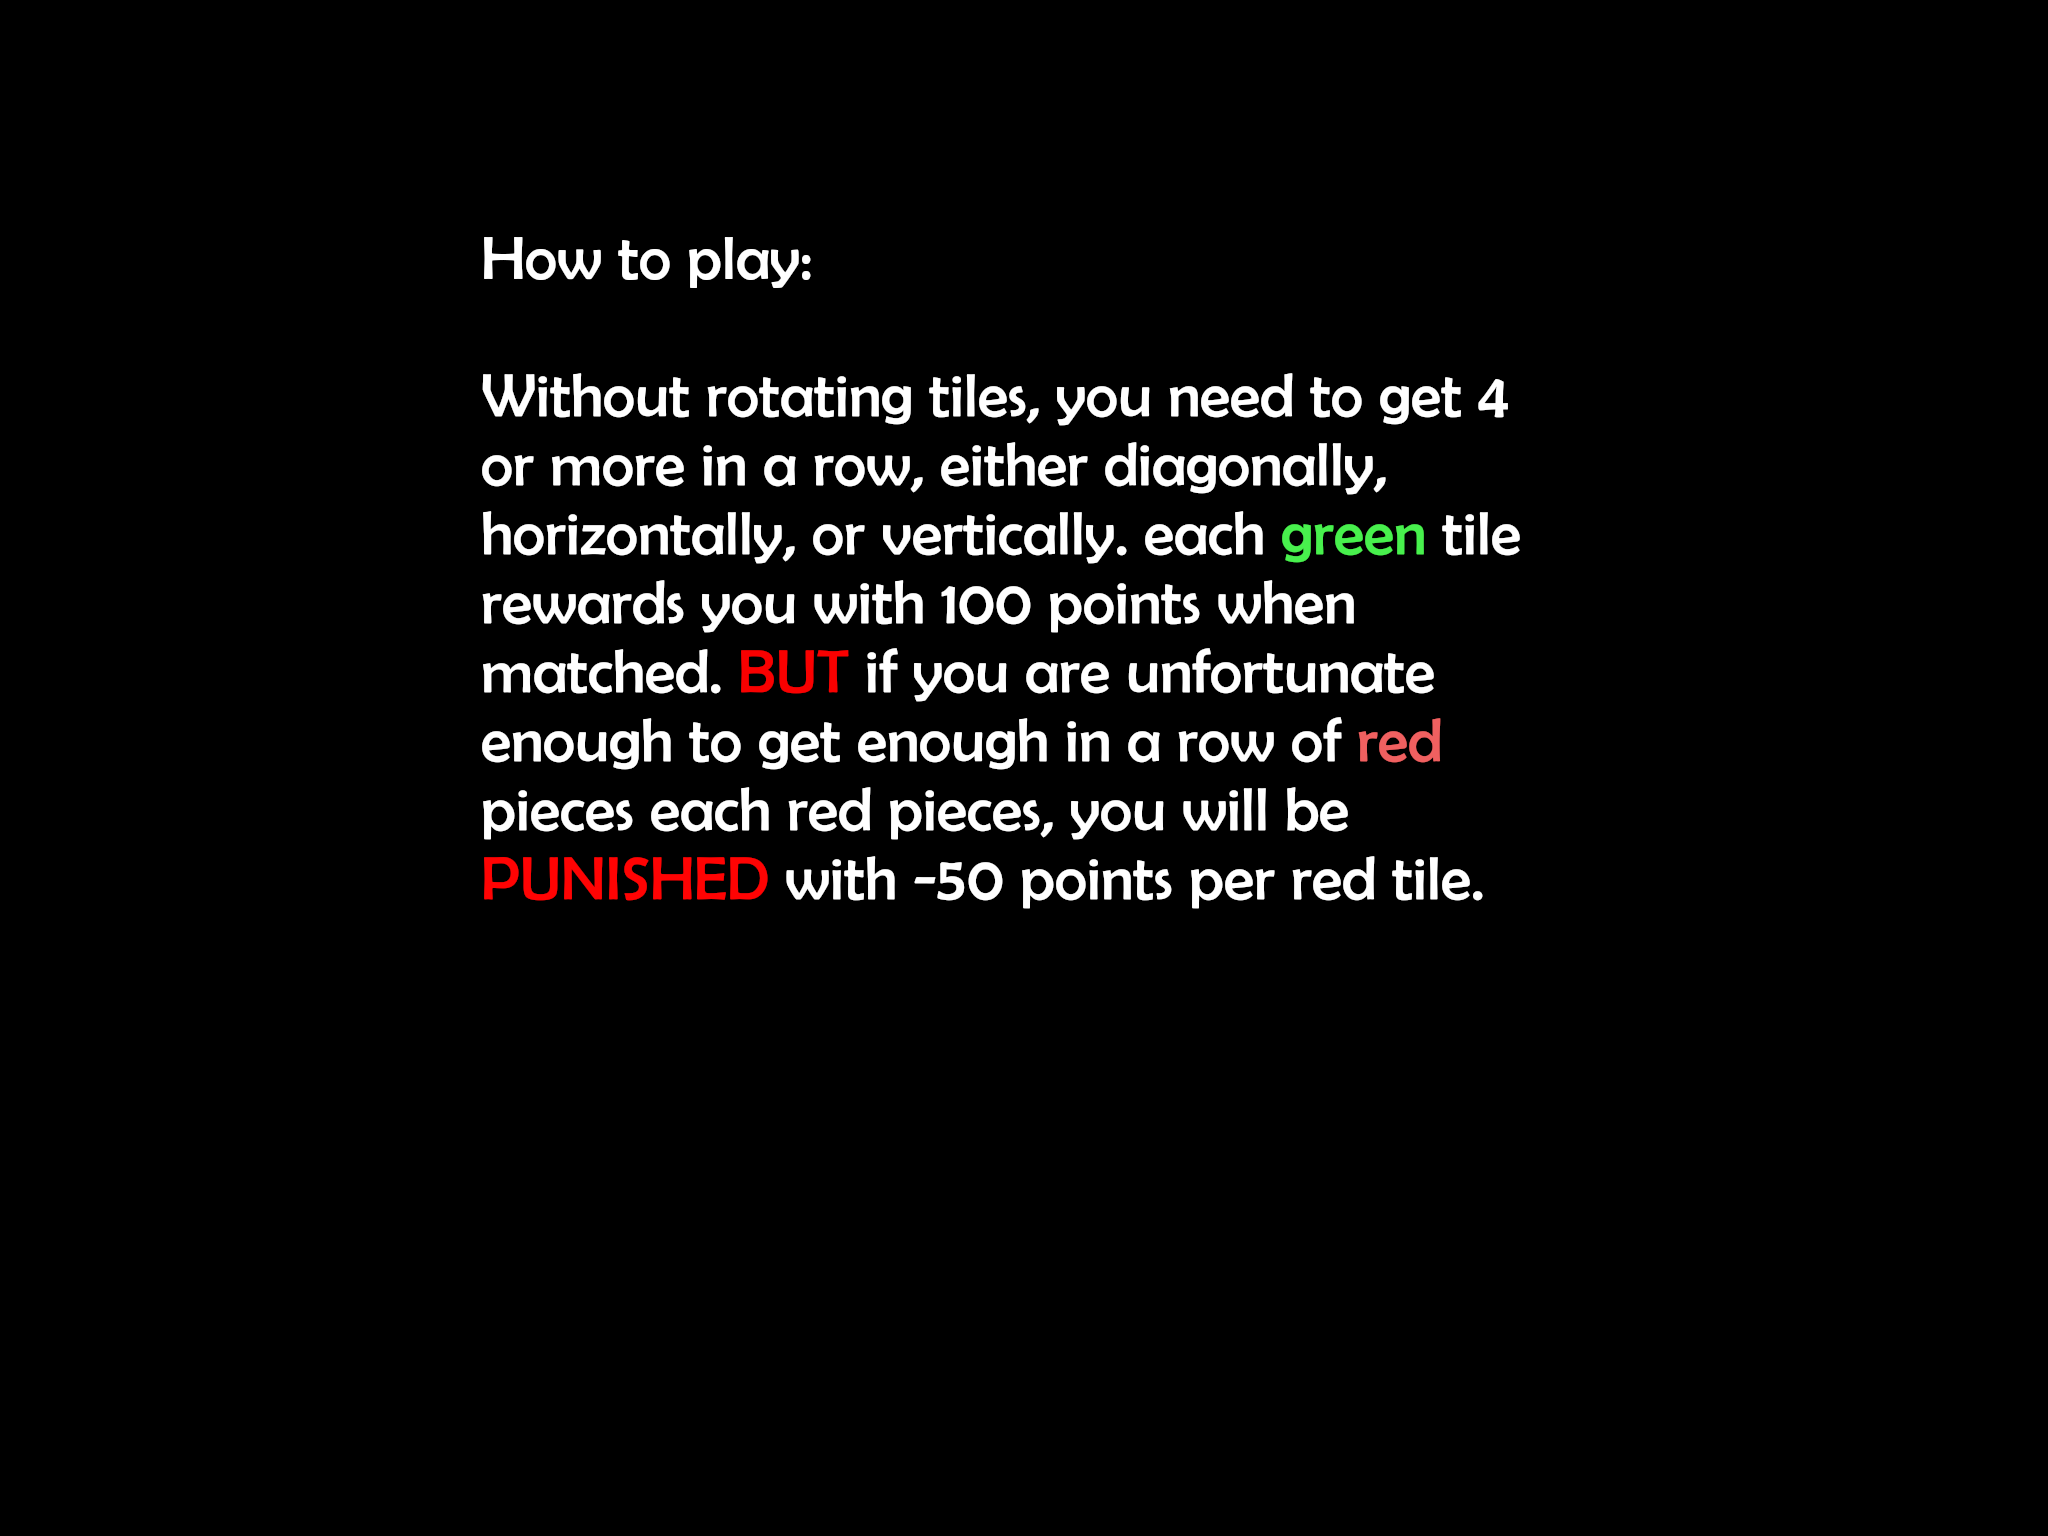 How to play:
Without rotating tiles, you need to get 4
or more in a row, either diagonally,
horizontally, or vertically. each green tile
rewards you with 100 points when
matched. BUT if you are unfortunate
enough to get enough in a row of red
pieces each red pieces, you will be
PUNISHED with -50 points per red tile.